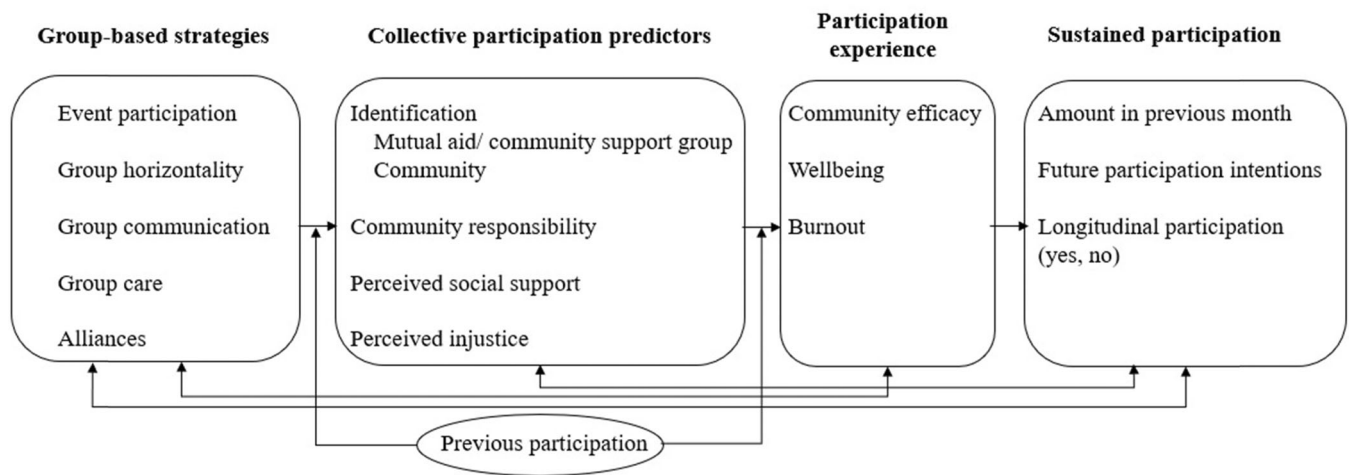 Group-based strategies
Collective participation predictors
Participation
experience
Sustained participation
Event participation
Group horizontality
Group communication
Group care
Alliances
Identification
Mutual aid/ community support group
Community
Community responsibility
Perceived social support
Perceived injustice
Community efficacy
Wellbeing
Burnout
Amount in previous month
Future participation intentions
Longitudinal participation
(yes, no)
Previous participation